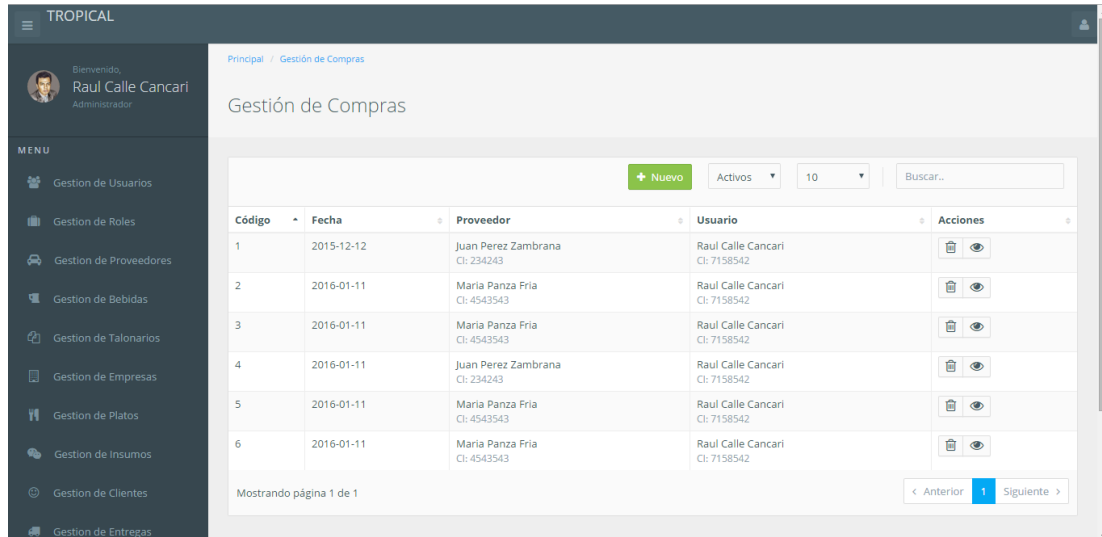 TROPICAL
Bienvenido,
Raul Calle Cancari
Administrador
MENU
Gestion de Usuarios
Gestion de Roles
Gestion de Proveedores
Gestion de Bebidas
Gestion de Talonarios
Gestion de Empresas
Gestion de Platos
Gestion de Insumos
Gestion de Clientes
Gestion de Entregas
Principal / Gestión de Compras
Gestión de Compras
+ Nuevo Activos 10 Buscar..
Código Fecha Proveedor Usuario Acciones
1 2015-12-12 Juan Perez Zambrana Raul Calle Cancari
CI: 234243 CI: 7158542
2 2016-01-11 Maria Panza Fria Raul Calle Cancari
CI: 4543543 CI: 7158542
3 2016-01-11 Maria Panza Fria Raul Calle Cancari
CI: 4543543 CI: 7158542
4 2016-01-11 Juan Perez Zambrana Raul Calle Cancari
CI: 234243 CI: 7158542
5 2016-01-11 Maria Panza Fria Raul Calle Cancari
CI: 4543543 CI: 7158542
6 2016-01-11 Maria Panza Fria Raul Calle Cancari
CI: 4543543 CI: 7158542
Mostrando página 1 de 1 ‹ Anterior 1 Siguiente ›